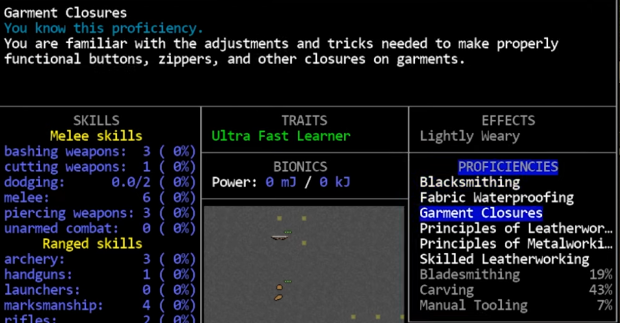 Garment Closures
You know this proficiency.
You are familiar with the adjustments and tricks needed to make properly
functional buttons, zippers, and other closures on garments.
SKILLS
Melee skills
bashing weapons: 3 ( 0%)
cutting weapons: 1 ( 0%)
dodging: 0.0/2 ( 0%)
melee: 6 ( 0%)
piercing weapons: 3 ( 0%)
unarmed combat: 0 ( 0%)
Ranged skills
archery: 3 ( 0%)
handguns: 1 ( 0%)
launchers: 0 ( 0%)
marksmanship: 4 ( 0%)
rifles: 2 ( 0%)
TRAITS
Ultra Fast Learner
BIONICS
Power: 0 mJ / 0 kJ
EFFECTS
Lightly Weary
PROFICIENCIES
Blacksmithing
Fabric Waterproofing
Garment Closures
Principles of Leatherwor…
Principles of Metalworki…
Skilled Leatherworking
Bladesmithing 19%
Carving 43%
Manual Tooling 7%